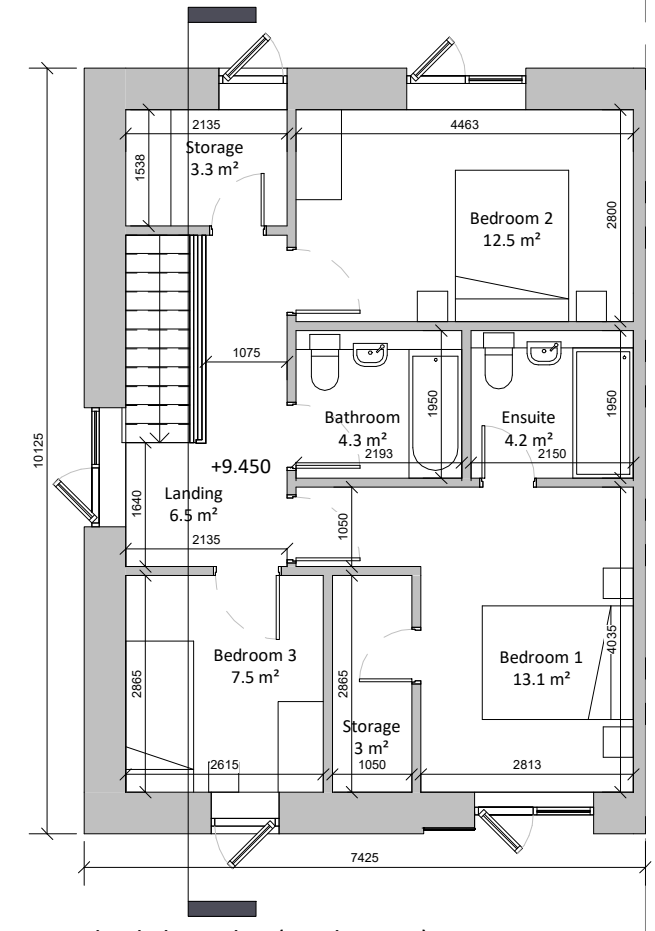 2135
4463
1538
Storage
3.3 m²
2800
Bedroom 2
12.5 m²
1075
1950
1950
Bathroom
4.3 m²
Ensuite
4.2 m²
10125
2193
2150
+9.450
Landing
6.5 m²
1640
1050
2135
2865
Bedroom 3
7.5 m²
2865
4035
Bedroom 1
13.1 m²
Storage
3 m²
2615
1050
2813
7425